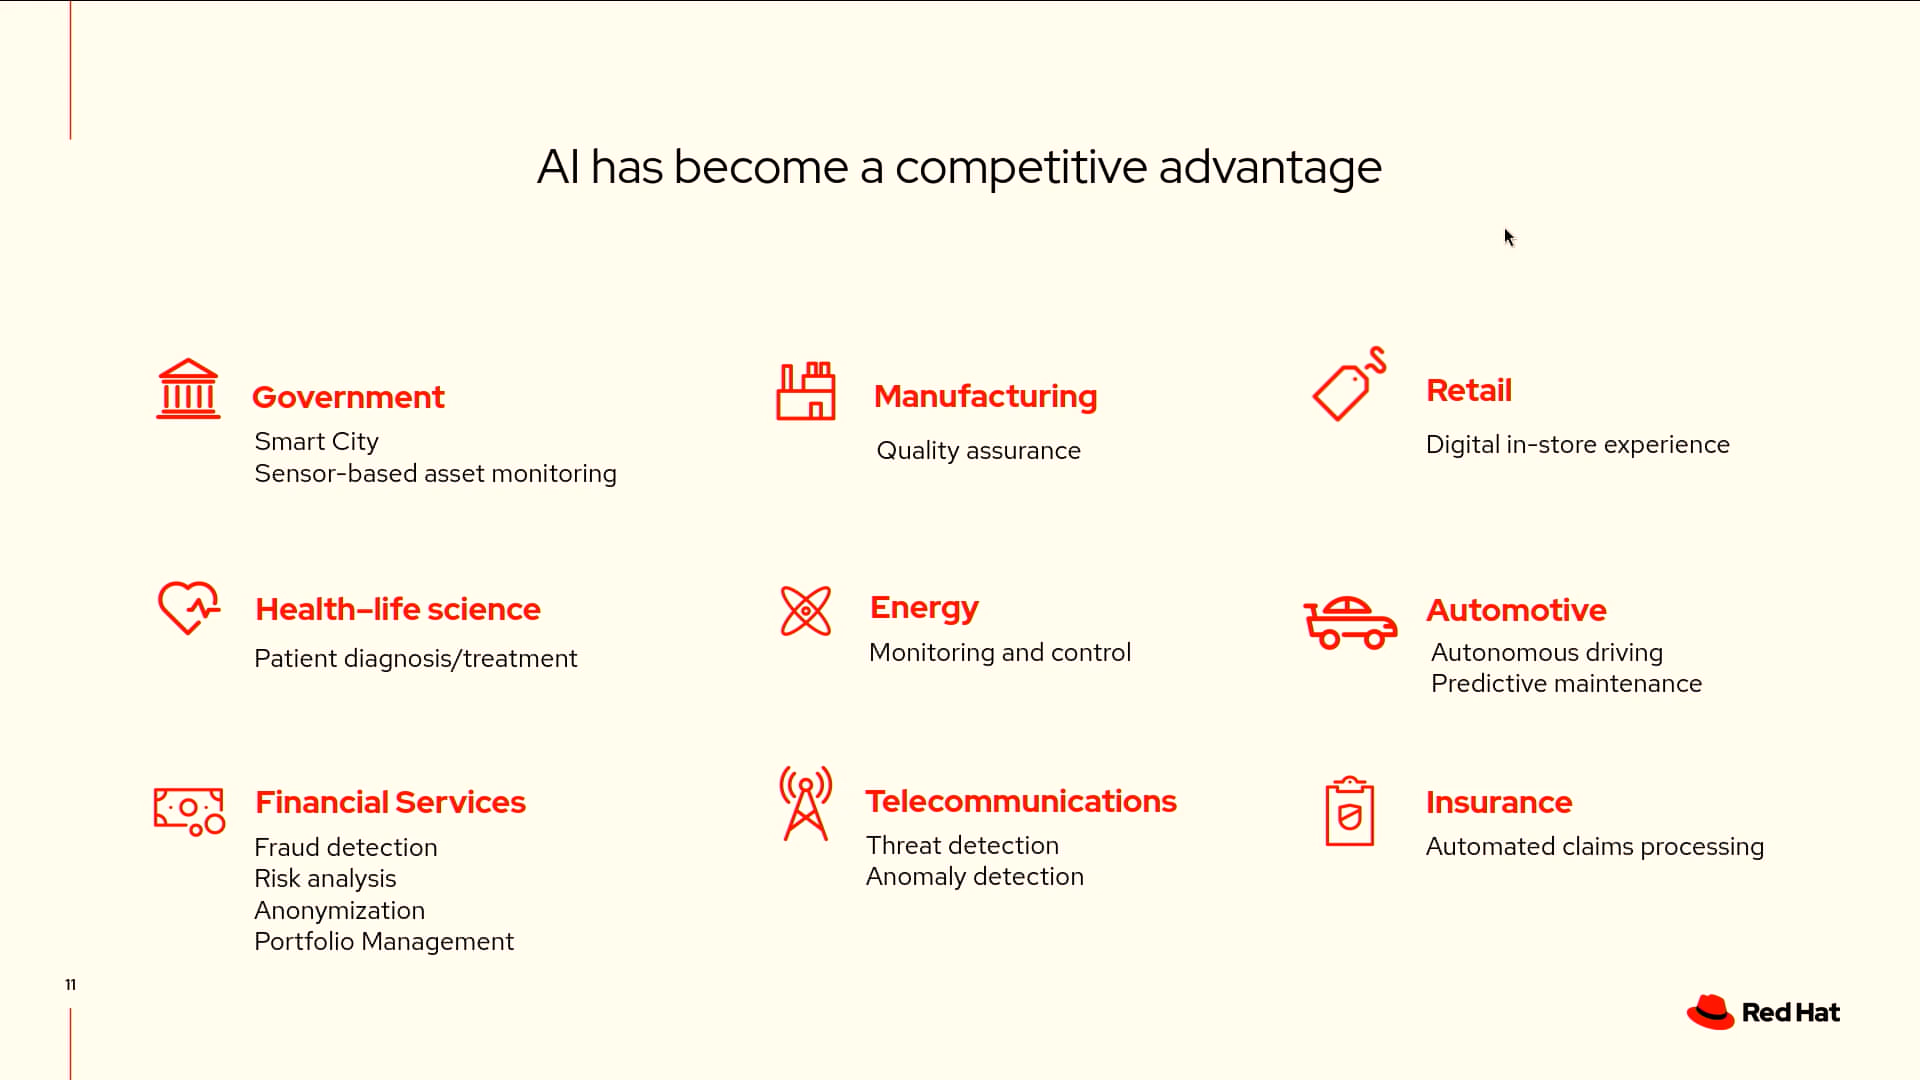 AI has become a competitive advantage
Government
Smart City
Sensor-based asset monitoring
Manufacturing
Quality assurance
Retail
Digital in-store experience
Health-life science
Patient diagnosis/treatment
Energy
Monitoring and control
Automotive
Autonomous driving
Predictive maintenance
Financial Services
Fraud detection
Risk analysis
Anonymization
Portfolio Management
Telecommunications
Threat detection
Anomaly detection
Insurance
Automated claims processing
11
Red Hat